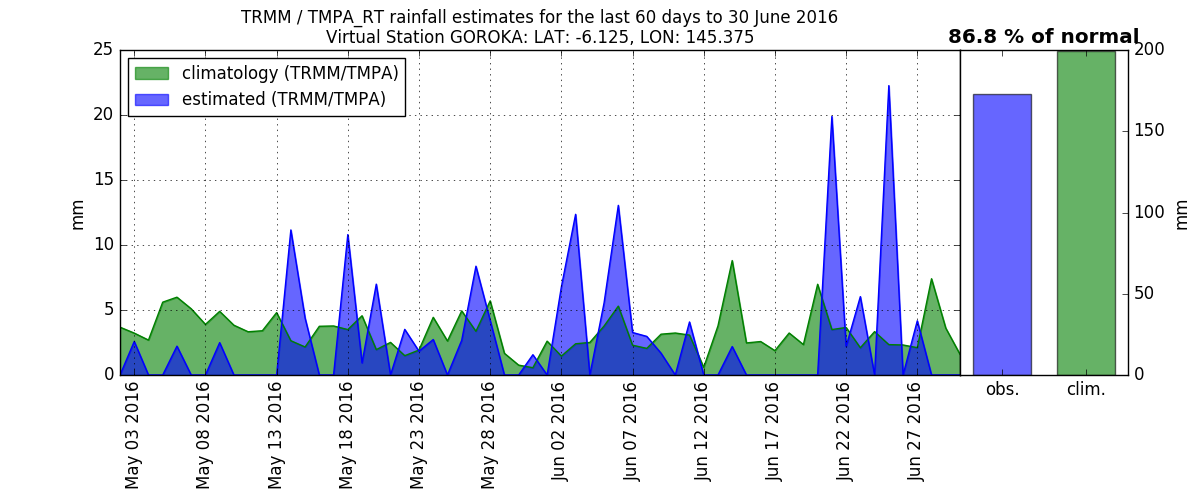 TRMM / TMPA_RT rainfall estimates for the last 60 days to 30 June 2016
Virtual Station GOROKA: LAT: -6.125, LON: 145.375
86.8 % of normal
climatology (TRMM/TMPA)
estimated (TRMM/TMPA)
mm
25
20
15
10
5
0
May 03 2016
May 08 2016
May 13 2016
May 18 2016
May 23 2016
May 28 2016
Jun 02 2016
Jun 07 2016
Jun 12 2016
Jun 17 2016
Jun 22 2016
Jun 27 2016
obs.
clim.
200
150
100
50
0
mm